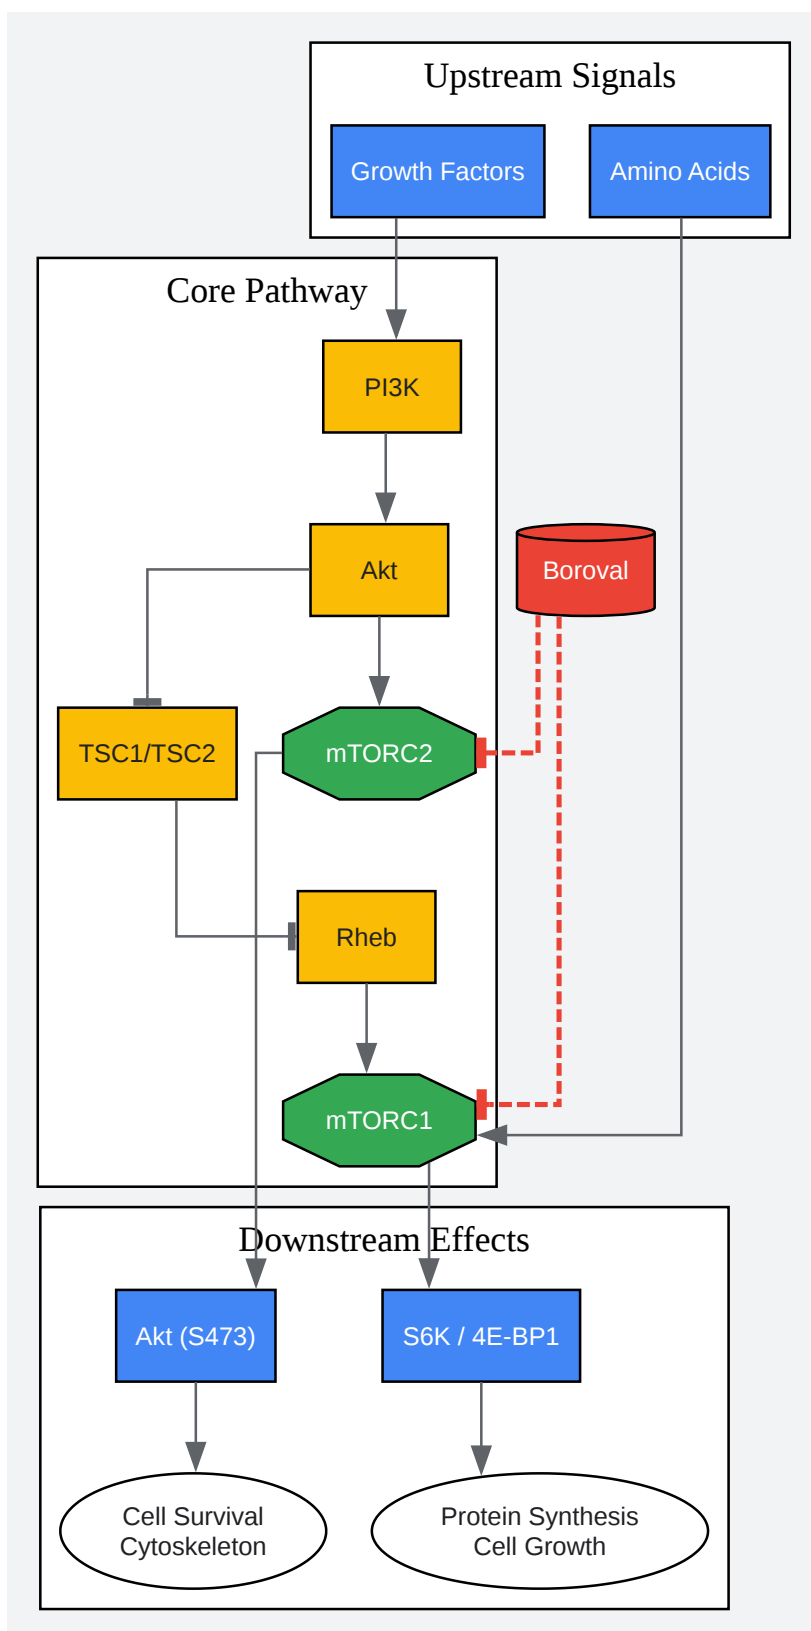 Upstream Signals
Growth Factors
Amino Acids
Core Pathway
PI3K
Akt
Boroval
TSC1/TSC2
mTORC2
Rheb
mTORC1
Downstream Effects
Akt (S473)
S6K / 4E-BP1
Cell Survival
Cytoskeleton
Protein Synthesis
Cell Growth